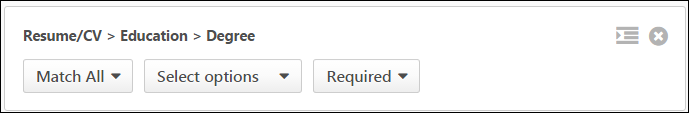 Resume/CV > Education > Degree
Match All Select options Required